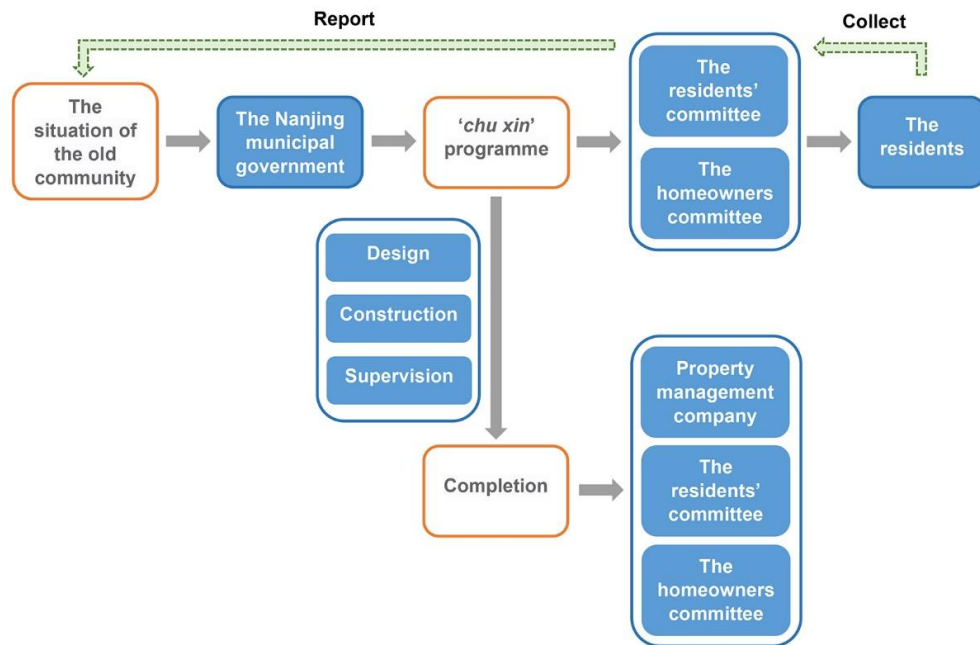 Report
Collect
The
situation of
the old
community
The Nanjing
municipal
government
‘chu xin’
programme
The
residents’
committee
The
homeowners
committee
The
residents
Design
Construction
Supervision
Completion
Property
management
company
The
residents’
committee
The
homeowners
committee